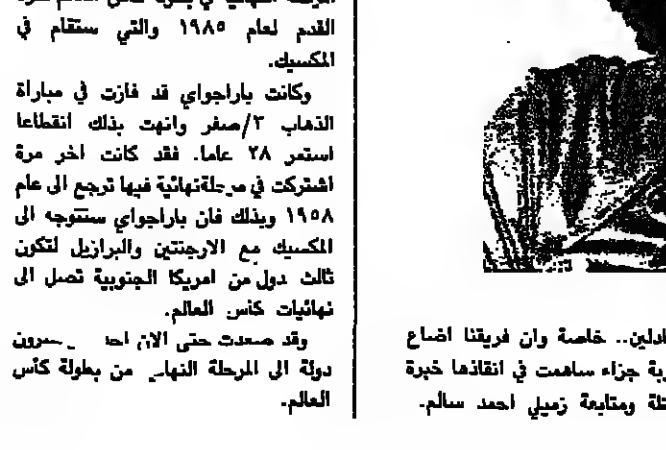 القدم لعام ١٩٨٥ والتي ستقام في
المكسيك.
وكانت باراجواي قد فازت في مباراة
الذهاب ٣/صفر وانهت بذلك انقطاعا
استمر ٢٨ عاما. فقد كانت اخر مرة
اشتركت في مرحلة نهائية فيها ترجع الى عام
١٩٥٨ وبذلك فان باراجواي ستتوجه الى
المكسيك مع الارجنتين والبرازيل لتكون
ثالث دول من امريكا الجنوبية تصل الى
نهائيات كاس العالم.
وقد صعدت حتى الان
دولة الى المرحلة من بطولة كأس
العالم.
خاصة وان فريقنا اضاع
جزاء ساهمت في انقاذها خبرة
ومتابعة زميلي احمد سالم.